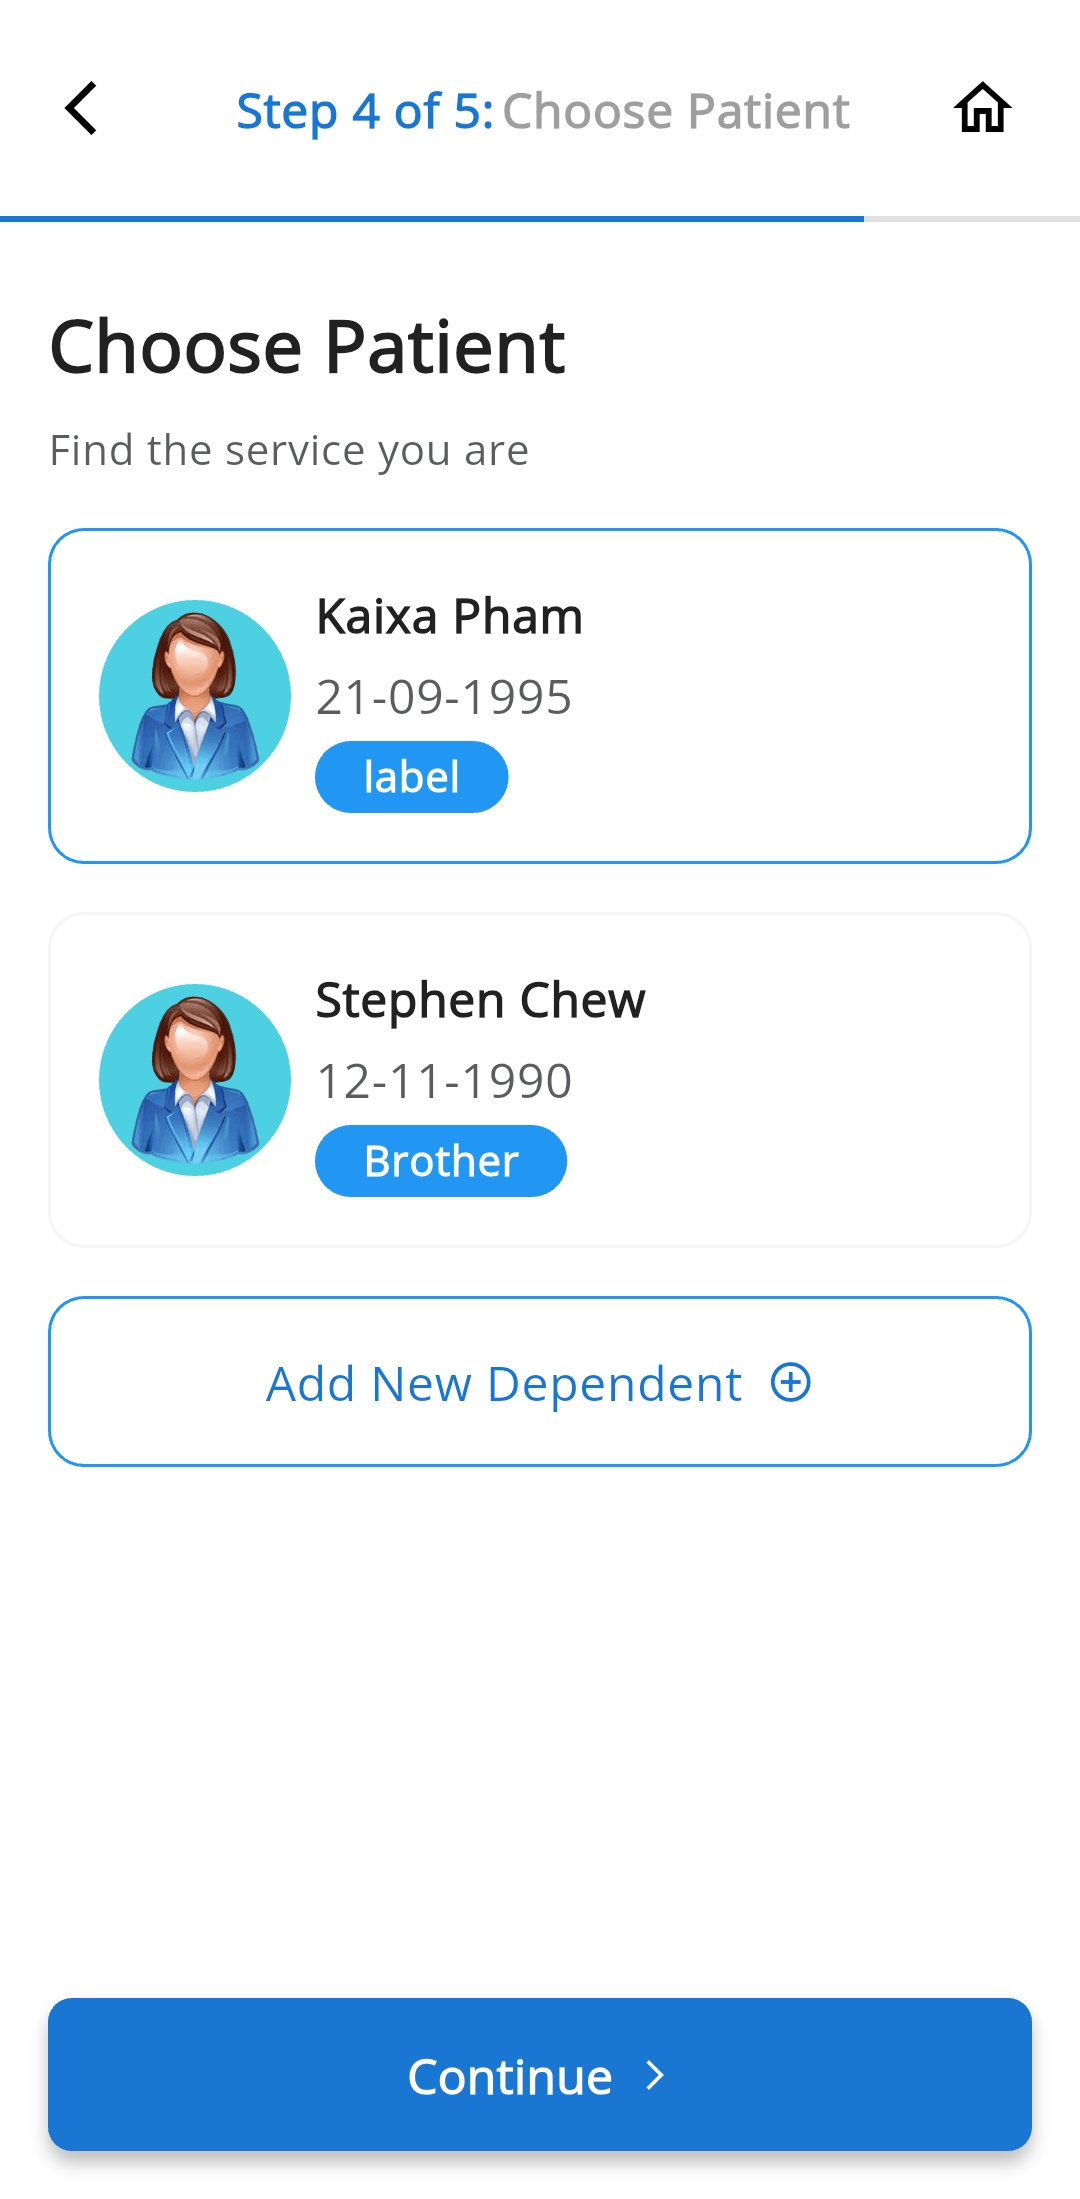 Step 4 of 5: Choose Patient
Choose Patient
Find the service you are
Kaixa Pham
21-09-1995
label
Stephen Chew
12-11-1990
Brother
Add New Dependent
Continue